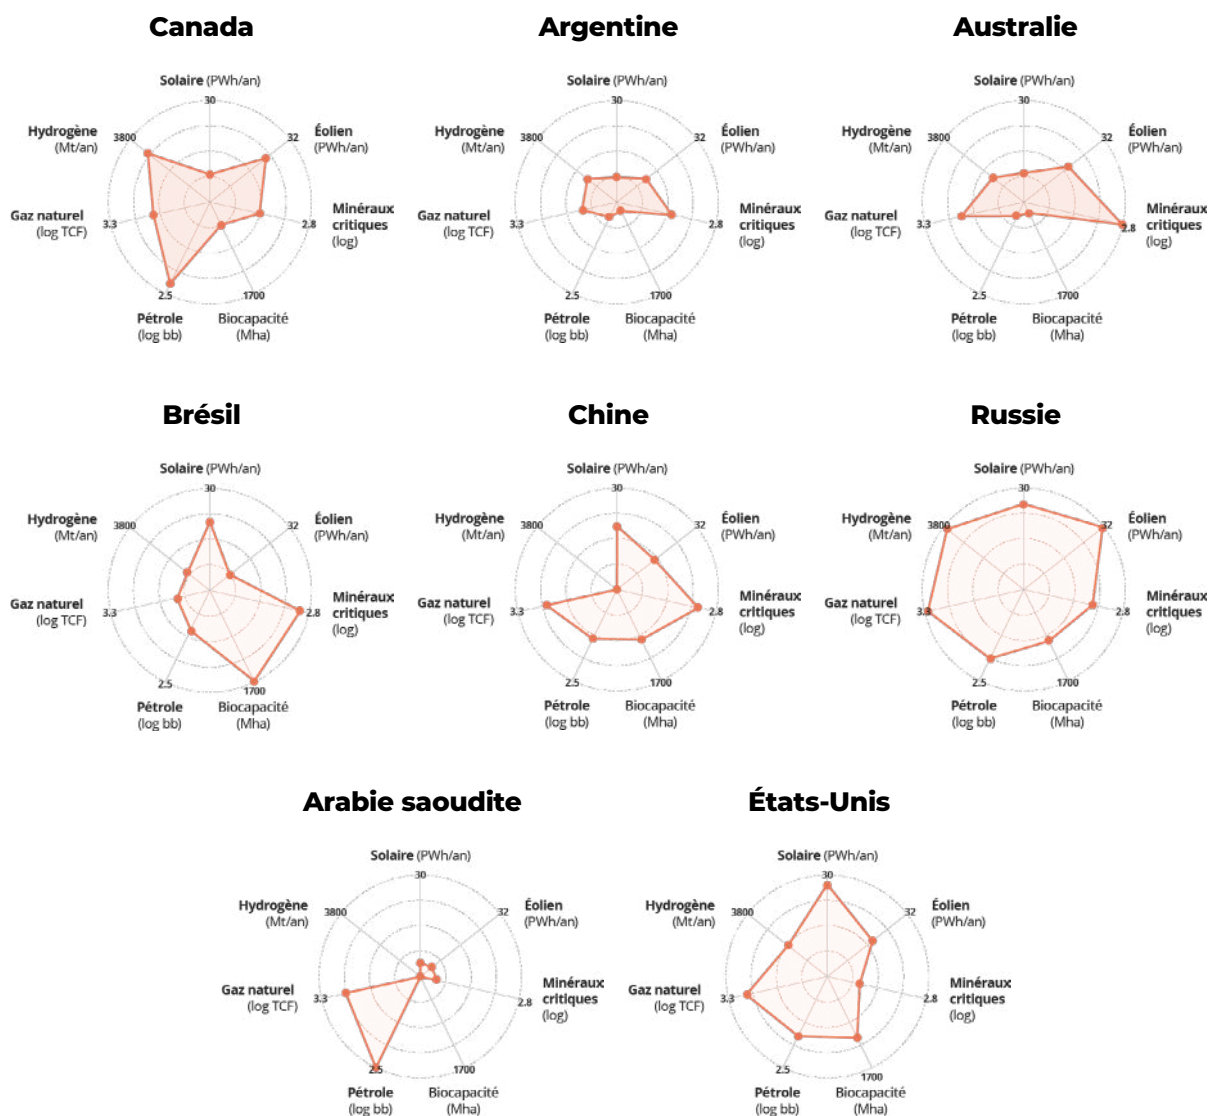 Canada
Argentine
Australie
Solaire (PWh/an)
30
Hydrogène
(Mt/an)
3800
32
Éolien
(PWh/an)
Gaz naturel
(log TCF)
3.3
2.8
Minéraux
critiques
(log)
2.5
1700
Pétrole
(log bb)
Biocapacité
(Mha)
Solaire (PWh/an)
30
Hydrogène
(Mt/an)
3800
32
Éolien
(PWh/an)
Gaz naturel
(log TCF)
3.3
2.8
Minéraux
critiques
(log)
2.5
1700
Pétrole
(log bb)
Biocapacité
(Mha)
Solaire (PWh/an)
30
Hydrogène
(Mt/an)
3800
32
Éolien
(PWh/an)
Gaz naturel
(log TCF)
3.3
2.8
Minéraux
critiques
(log)
2.5
1700
Pétrole
(log bb)
Biocapacité
(Mha)
Brésil
Chine
Russie
Solaire (PWh/an)
30
Hydrogène
(Mt/an)
3800
32
Éolien
(PWh/an)
Gaz naturel
(log TCF)
3.3
2.8
Minéraux
critiques
(log)
2.5
1700
Pétrole
(log bb)
Biocapacité
(Mha)
Solaire (PWh/an)
30
Hydrogène
(Mt/an)
3800
32
Éolien
(PWh/an)
Gaz naturel
(log TCF)
3.3
2.8
Minéraux
critiques
(log)
2.5
1700
Pétrole
(log bb)
Biocapacité
(Mha)
Solaire (PWh/an)
30
Hydrogène
(Mt/an)
3800
32
Éolien
(PWh/an)
Gaz naturel
(log TCF)
3.3
2.8
Minéraux
critiques
(log)
2.5
1700
Pétrole
(log bb)
Biocapacité
(Mha)
Arabie saoudite
États-Unis
Solaire (PWh/an)
30
Hydrogène
(Mt/an)
3800
32
Éolien
(PWh/an)
Gaz naturel
(log TCF)
3.3
2.8
Minéraux
critiques
(log)
2.5
1700
Pétrole
(log bb)
Biocapacité
(Mha)
Solaire (PWh/an)
30
Hydrogène
(Mt/an)
3800
32
Éolien
(PWh/an)
Gaz naturel
(log TCF)
3.3
2.8
Minéraux
critiques
(log)
2.5
1700
Pétrole
(log bb)
Biocapacité
(Mha)